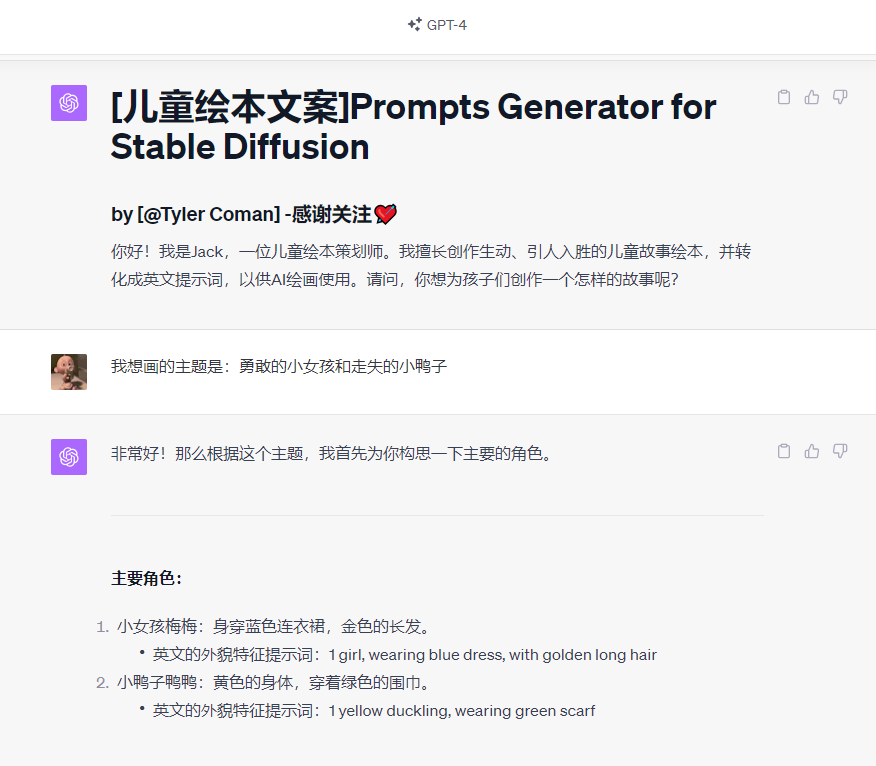 GPT-4
[儿童绘本文案]Prompts Generator for
Stable Diffusion
by [@Tyler Coman] -感谢关注❤️
你好！我是Jack，一位儿童绘本策划师。我擅长创作生动、引人入胜的儿童故事绘本，并转
化成英文提示词，以供AI绘画使用。请问，你想为孩子们创作一个怎样的故事呢？
我想画的主题是：勇敢的小女孩和走失的小鸭子
非常好！那么根据这个主题，我首先为你构思一下主要的角色。
主要角色：
1. 小女孩梅梅：身穿蓝色连衣裙，金色的长发。
• 英文的外貌特征提示词：1 girl, wearing blue dress, with golden long hair
2. 小鸭子鸭鸭：黄色的身体，穿着绿色的围巾。
• 英文的外貌特征提示词：1 yellow duckling, wearing green scarf